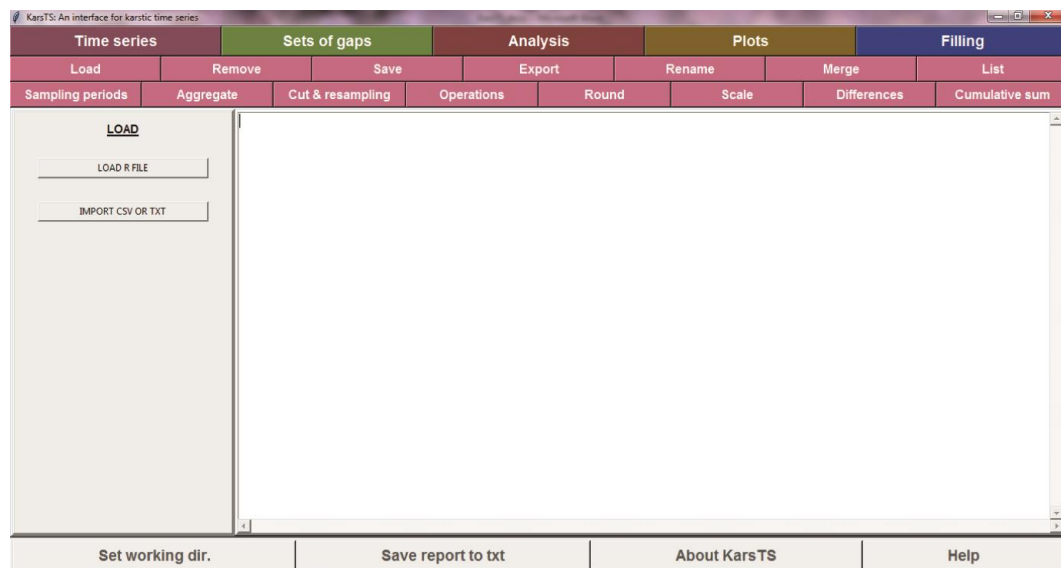 KarsTS: An interface for karstic time series
Time series Sets of gaps Analysis Plots Filling
Load Remove Save Export Rename Merge List
Sampling periods Aggregate Cut & resampling Operations Round Scale Differences Cumulative sum
LOAD
LOAD R FILE
IMPORT CSV OR TXT
Set working dir. Save report to txt About KarsTS Help